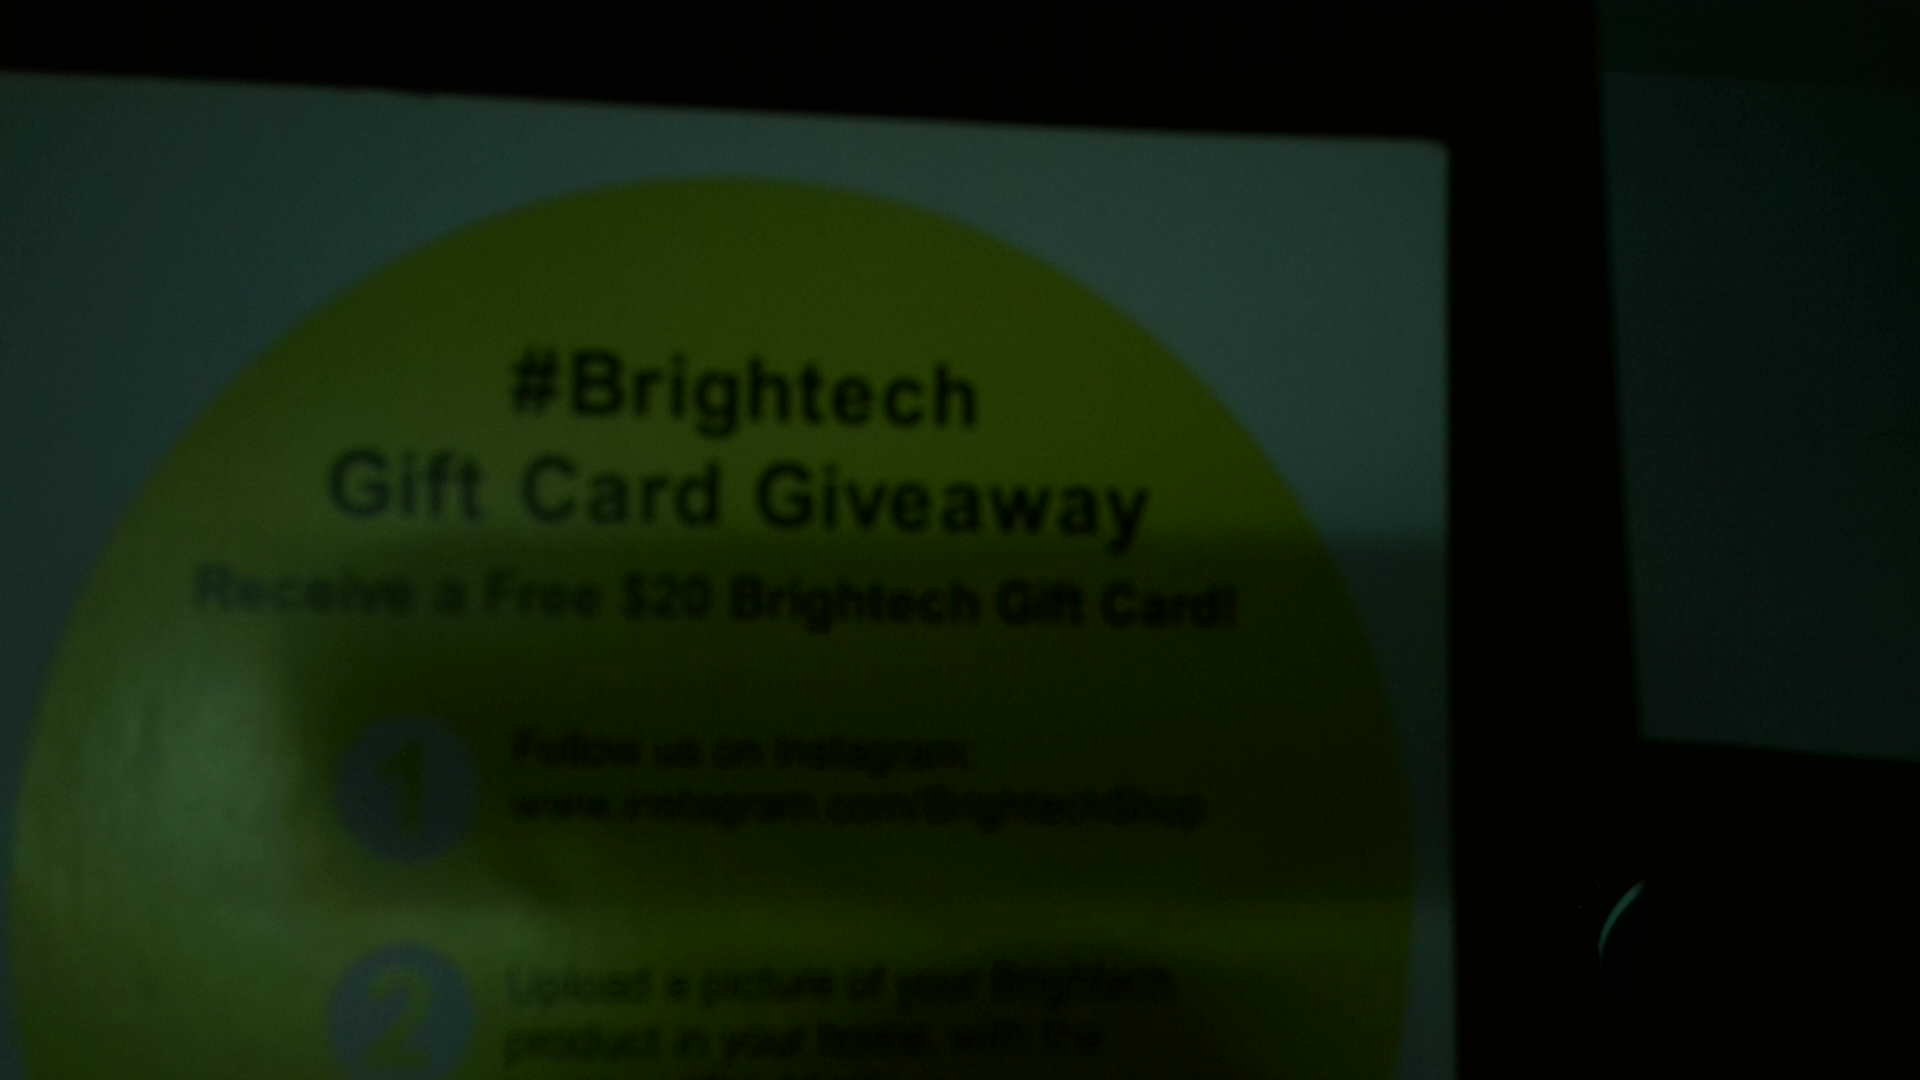 #Brightech
Gift Card Giveaway
Receive a Free $20 Brightech Gift Card!
1
Follow us on Instagram
www.instagram.com/BrightechShop
2
Upload a picture of your Brightech
product in your home, with the